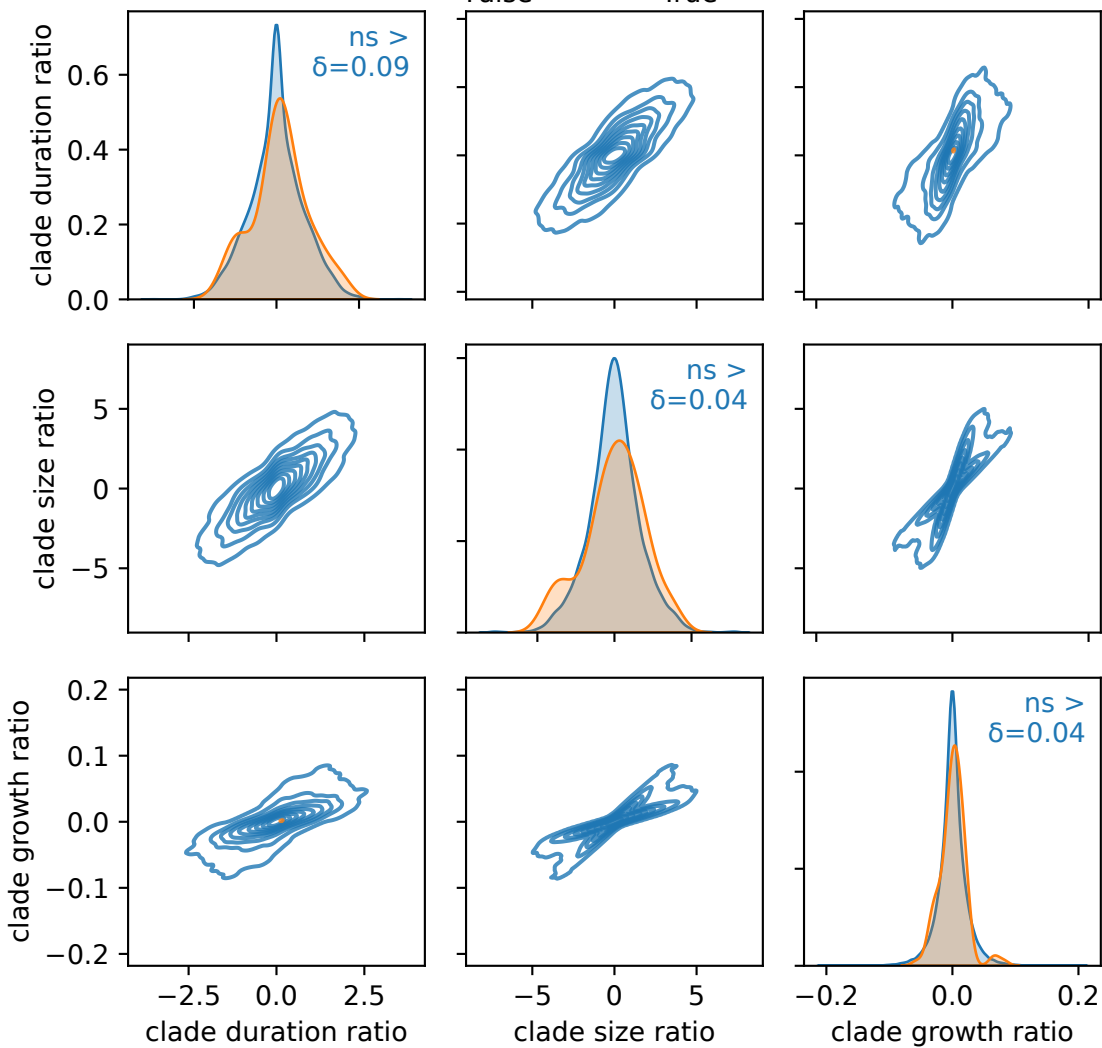 clade duration ratio
0.6
0.4
0.2
0.0
ns >
δ=0.09
clade size ratio
5
0
−5
ns >
δ=0.04
clade growth ratio
0.2
0.1
0.0
−0.1
−0.2
ns >
δ=0.04
−2.5 0.0 2.5
−5 0 5
−0.2 0.0 0.2
clade duration ratio
clade size ratio
clade growth ratio